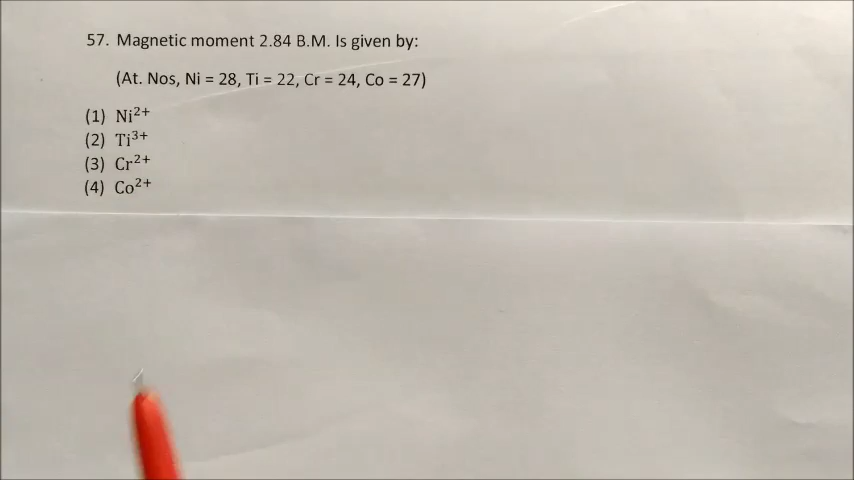 57. Magnetic moment 2.84 B.M. Is given by:
(At. Nos, Ni = 28, Ti = 22, Cr = 24, Co = 27)
(1) Ni²⁺
(2) Ti³⁺
(3) Cr²⁺
(4) Co²⁺